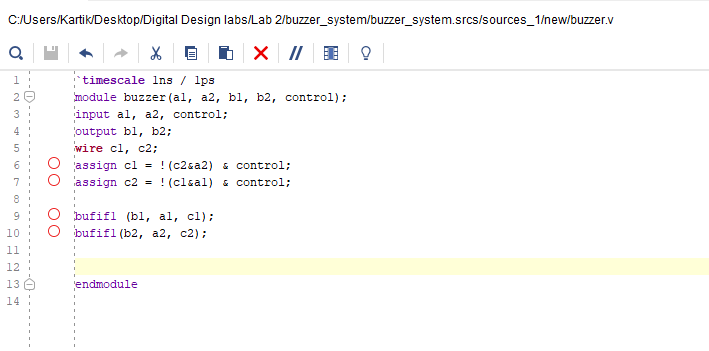 C:/Users/Kartik/Desktop/Digital Design labs/Lab 2/buzzer_system/buzzer_system.srcs/sources_1/new/buzzer.v
1 `timescale 1ns / 1ps
2 module buzzer(a1, a2, b1, b2, control);
3 input a1, a2, control;
4 output b1, b2;
5 wire c1, c2;
6 assign c1 = !(c2&a2) & control;
7 assign c2 = !(c1&a1) & control;
8
9 bufif1 (b1, a1, c1);
10 bufif1(b2, a2, c2);
11
12
13 endmodule
14